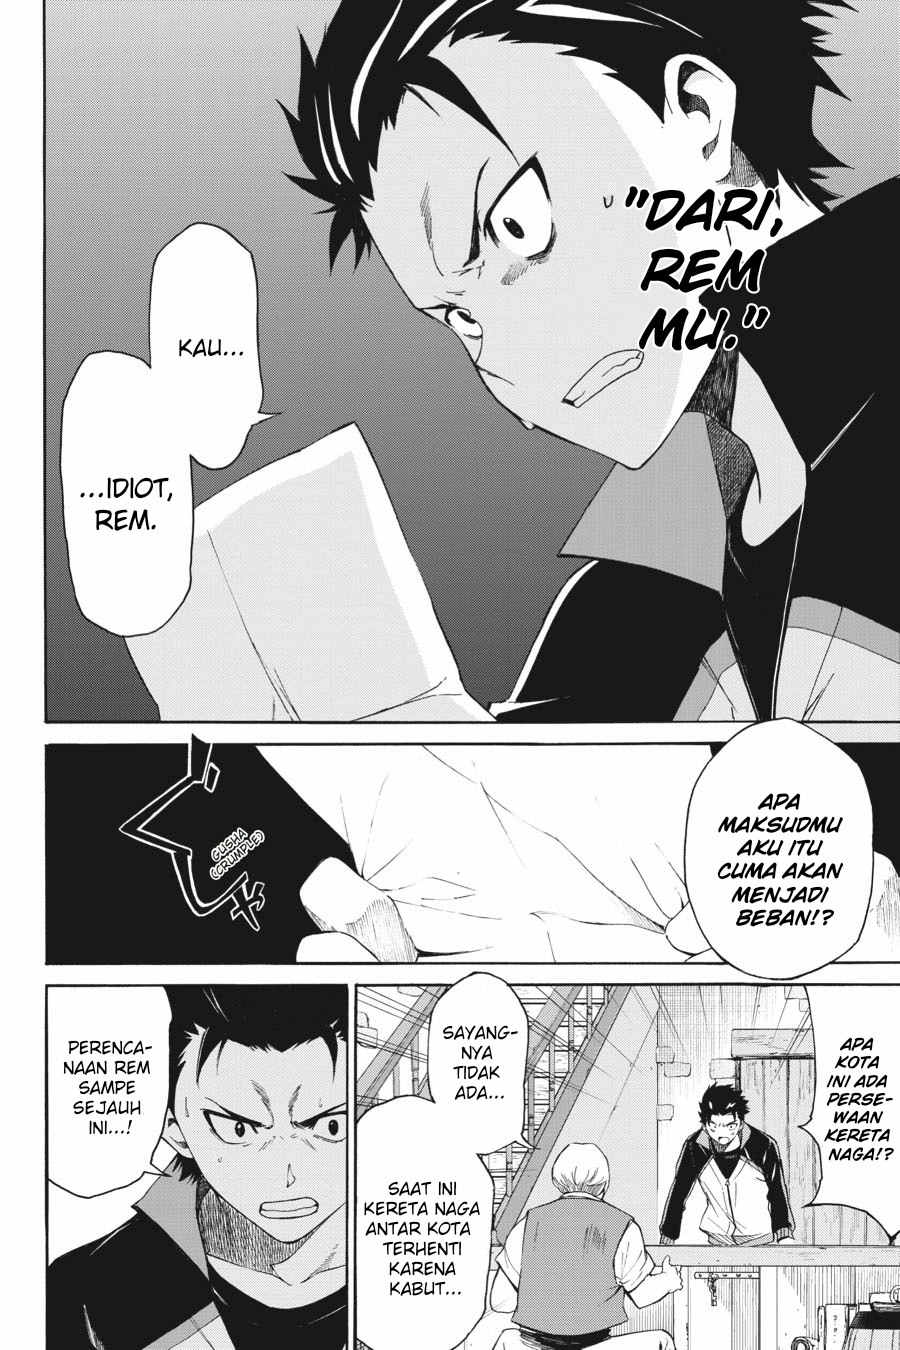 "DARI,
REM
MU."
KAU...
...IDIOT,
REM.
APA
MAKSUDMU
AKU ITU
CUMA AKAN
MENJADI
BEBAN!?
GUSHA
(CRUMPLE)
APA
KOTA
INI ADA
PERSE-
WAAN
KERETA
NAGA!?
SAYANG-
NYA
TIDAK
ADA...
SAAT INI
KERETA NAGA
ANTAR KOTA
TERHENTI
KARENA
KABUT...
PERENCA-
NAAN REM
SAMPE
SEJAUH
INI...!